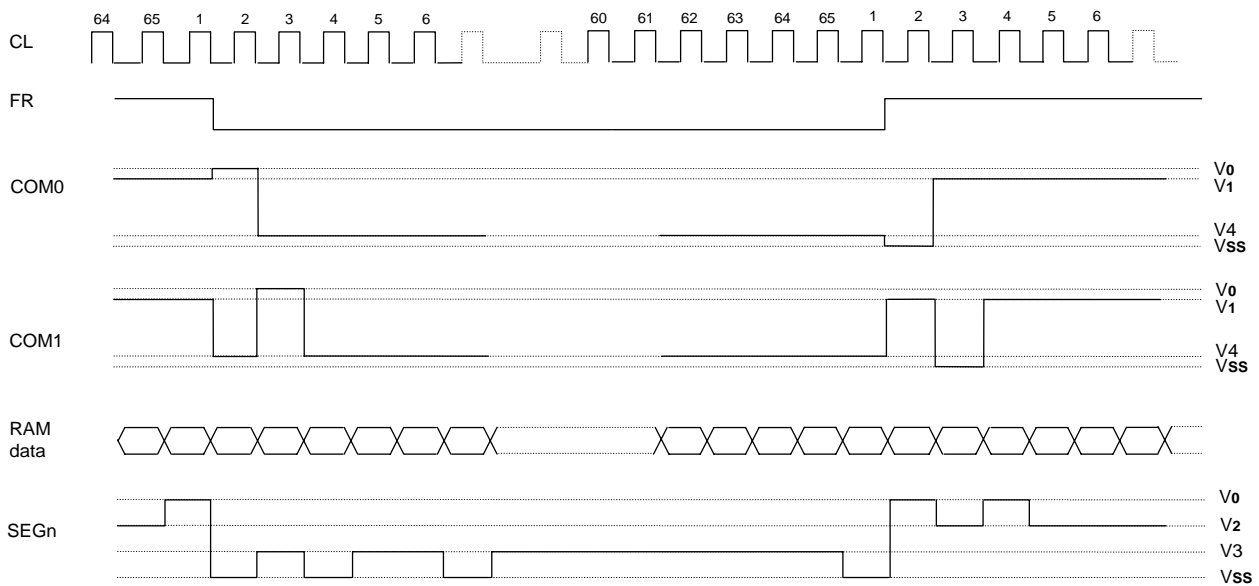 64 65 1 2 3 4 5 6 60 61 62 63 64 65 1 2 3 4 5 6
CL
FR
COM0
V0
V1
V4
VSS
COM1
V0
V1
V4
VSS
RAM
data
SEGn
V0
V2
V3
VSS